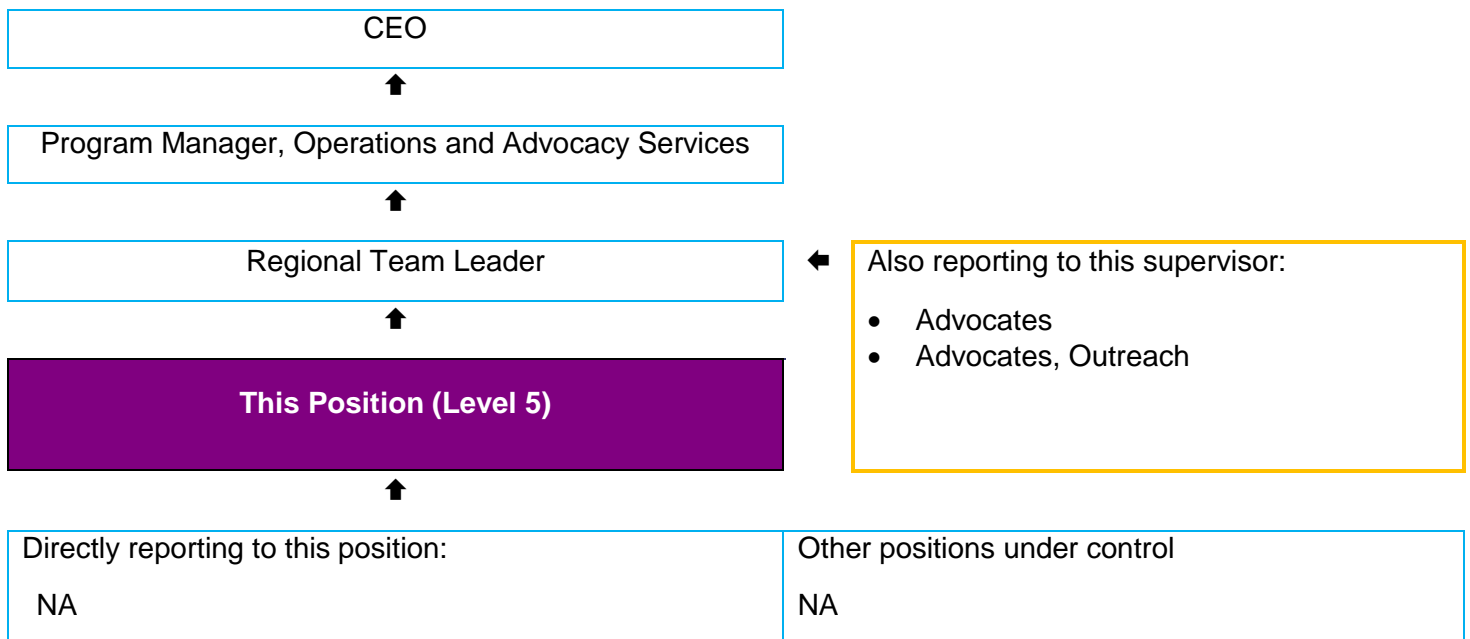 CEO
Program Manager, Operations and Advocacy Services
Regional Team Leader
Also reporting to this supervisor:
• Advocates
• Advocates, Outreach
This Position (Level 5)
Directly reporting to this position:
NA
Other positions under control
NA